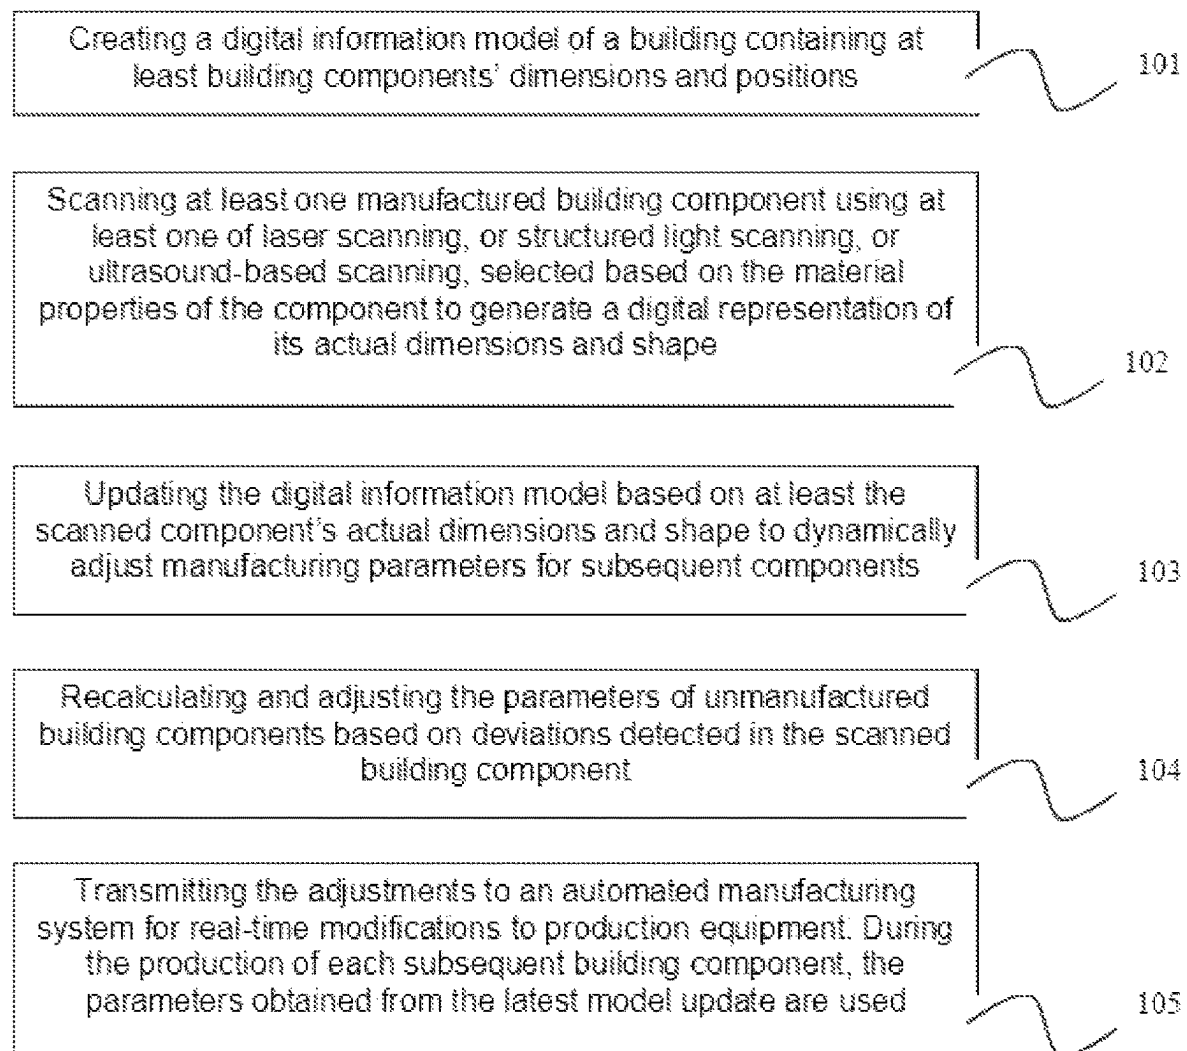 Creating a digital information model of a building containing at
least building components' dimensions and positions
101
Scanning at least one manufactured building component using at
least one of laser scanning, or structured light scanning, or
ultrasound-based scanning, selected based on the material
properties of the component to generate a digital representation of
its actual dimensions and shape
102
Updating the digital information model based on at least the
scanned component's actual dimensions and shape to dynamically
adjust manufacturing parameters for subsequent components
103
Recalculating and adjusting the parameters of unmanufactured
building components based on deviations detected in the scanned
building component
104
Transmitting the adjustments to an automated manufacturing
system for real-time modifications to production equipment. During
the production of each subsequent building component, the
parameters obtained from the latest model update are used
105